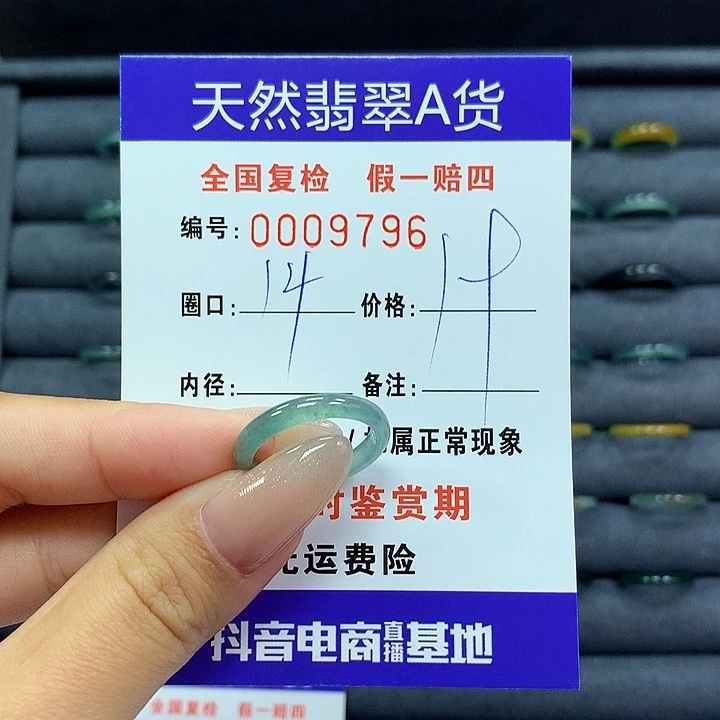 天然翡翠A货
全国复检 假一赔四
编号: 0009796
圈口: 14 价格:
内径: 备注:
属正常现象
时鉴赏期
运费险
抖音电商直播基地
全国复检 假一赔四